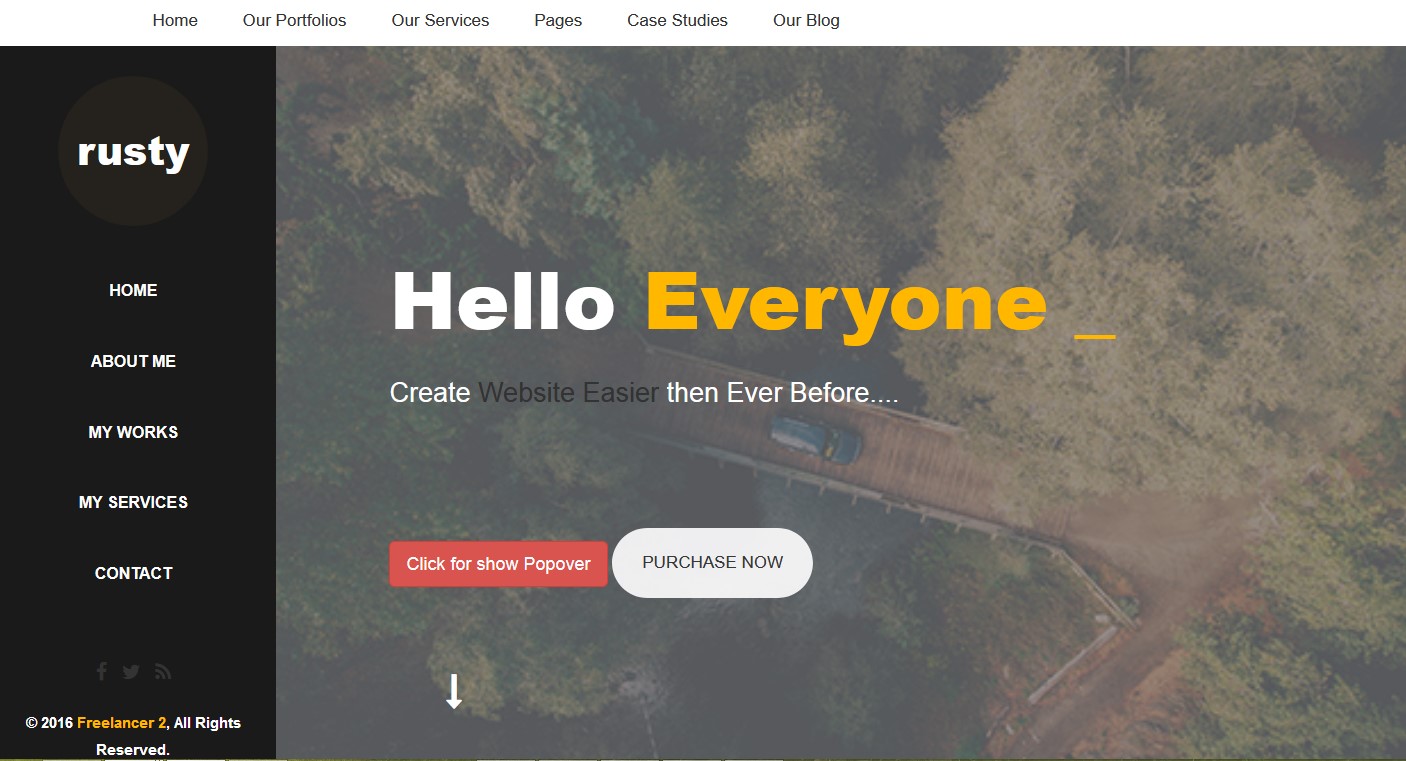 Home Our Portfolios Our Services Pages Case Studies Our Blog
rusty
HOME
ABOUT ME
MY WORKS
MY SERVICES
CONTACT
© 2016 Freelancer 2, All Rights
Reserved.
Hello Everyone _
Create Website Easier then Ever Before....
Click for show Popover PURCHASE NOW